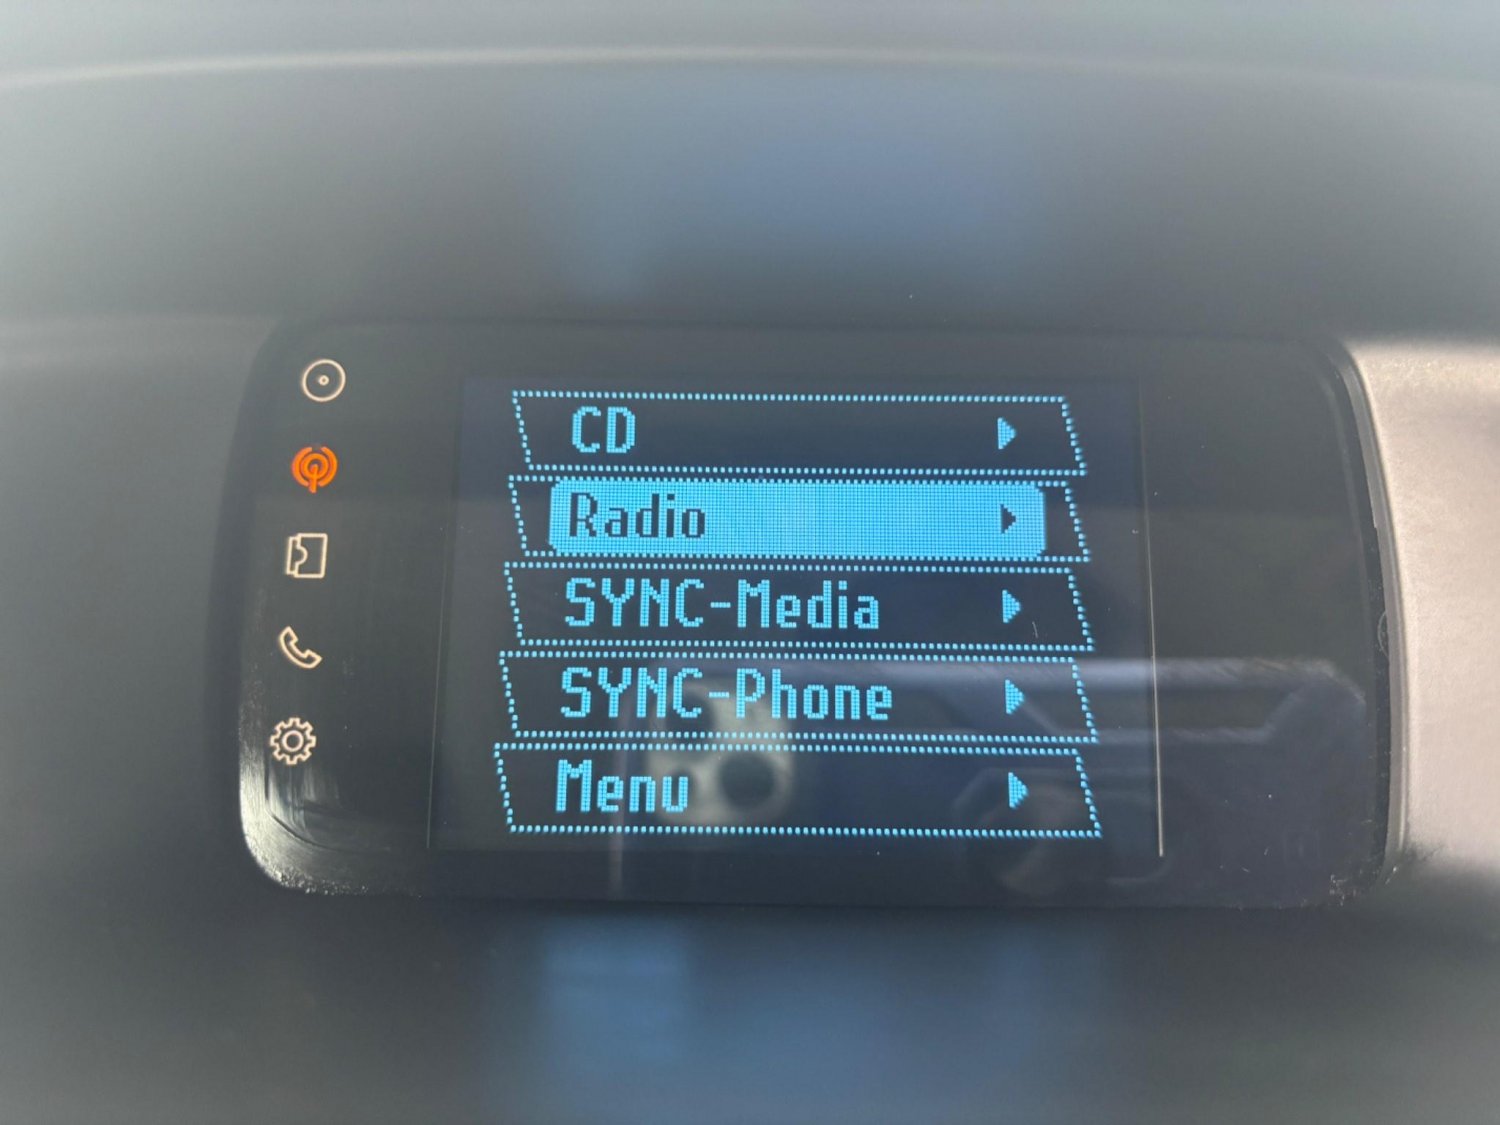 CD
Radio
SYNC-Media
SYNC-Phone
Menu